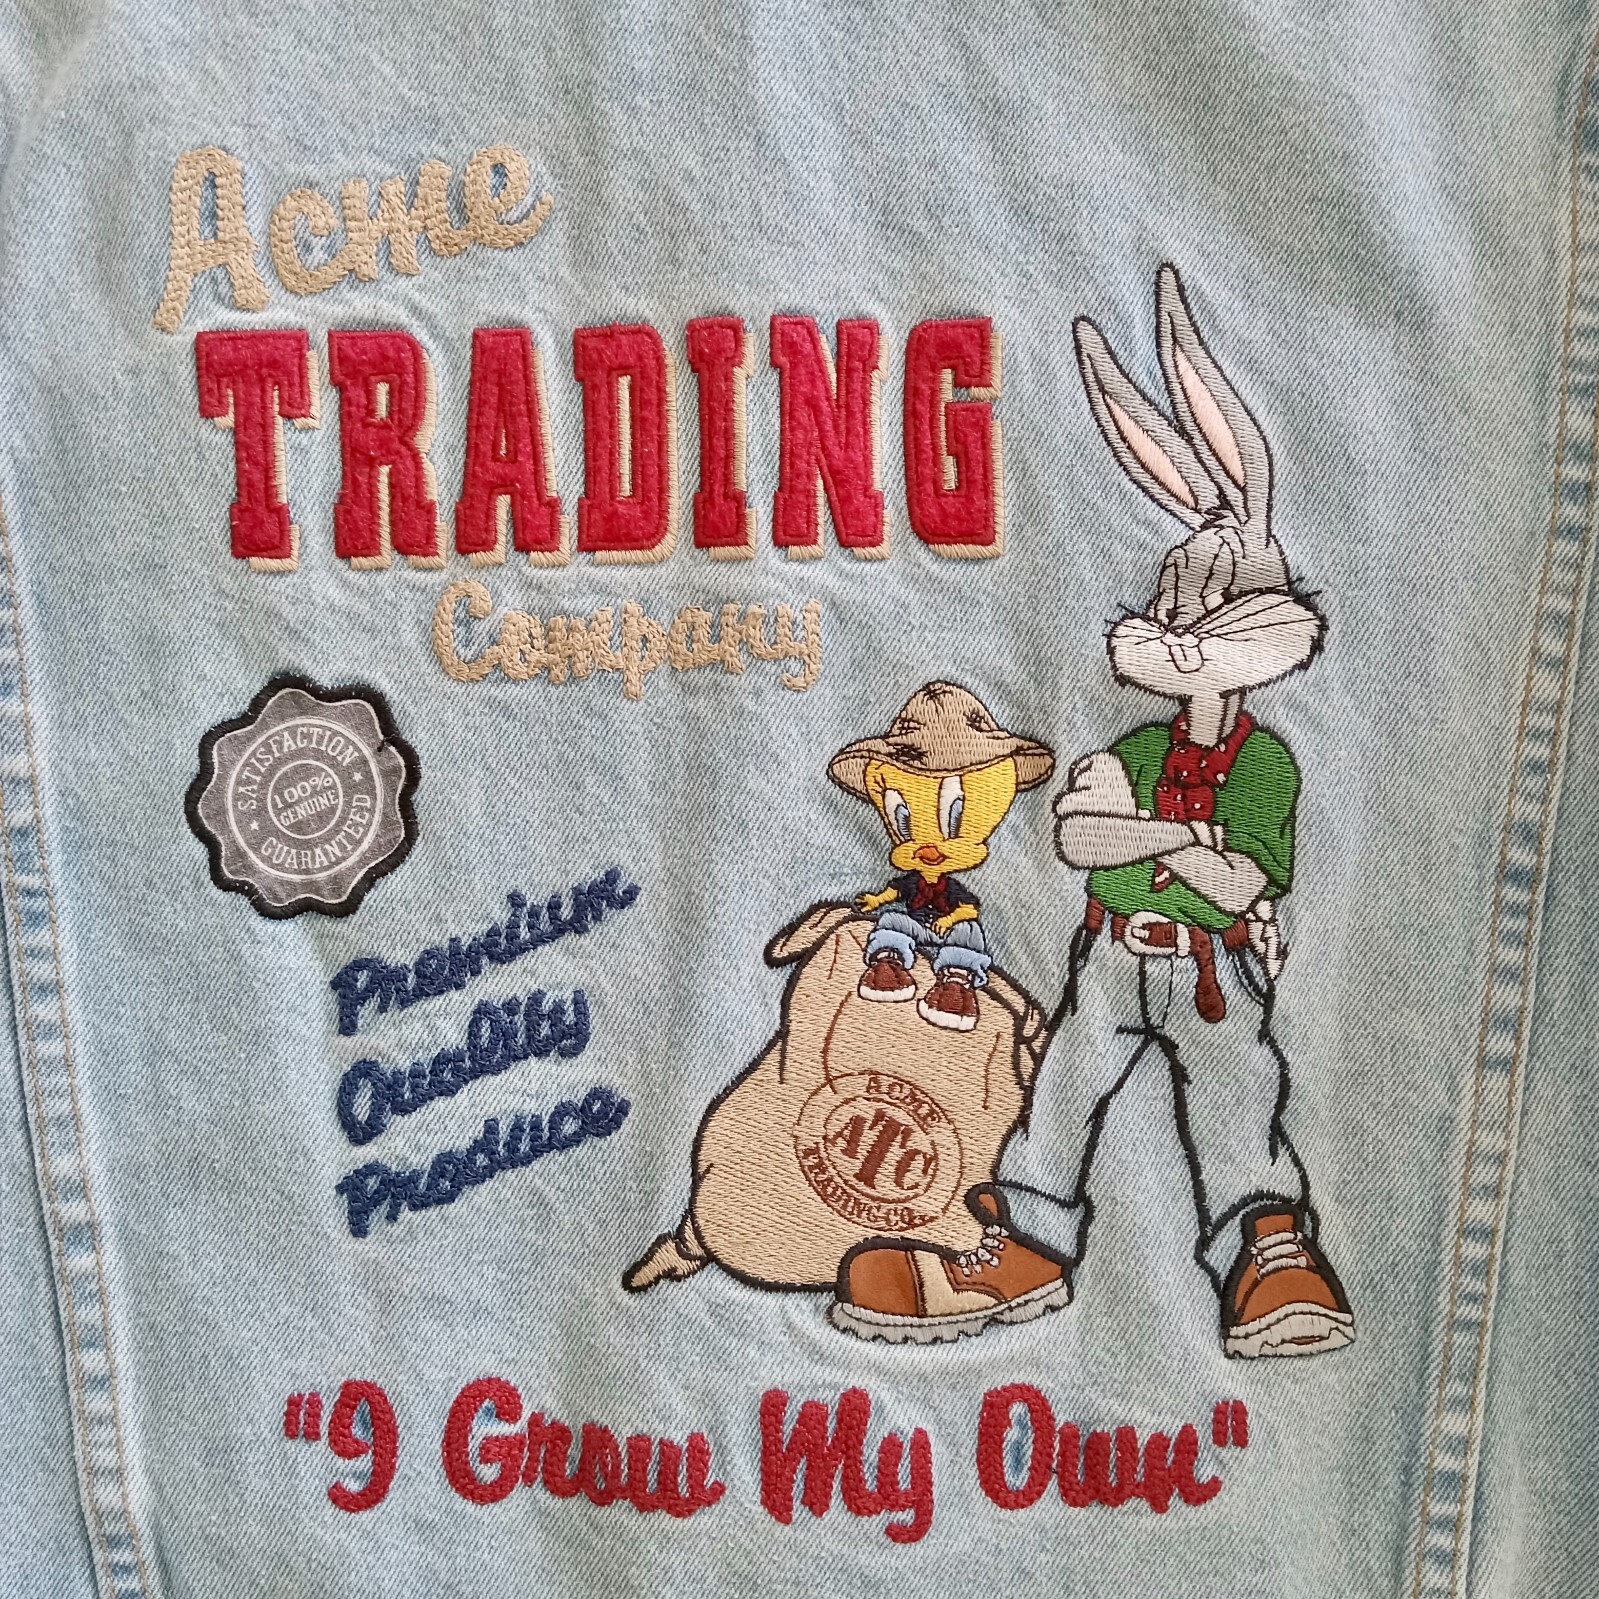 Acme
TRADING
Company
SATISFACTION
100%
GENUINE
GUARANTEED
Premium
Quality
Produce
ACME
ATC
TRADING CO.
"I Grow My Own"